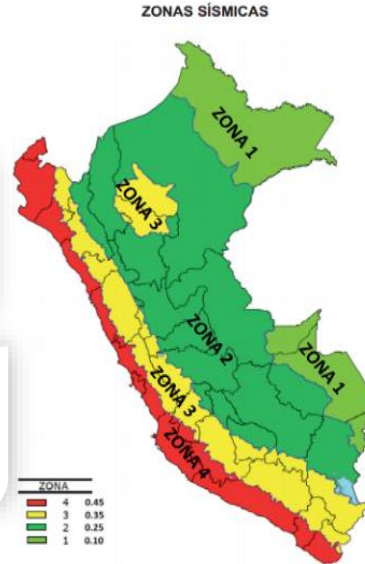 ZONAS SÍSMICAS
ZONA 1
ZONA 3
ZONA 2
ZONA 1
ZONA 3
ZONA 4
ZONA
4 0.45
3 0.35
2 0.25
1 0.10